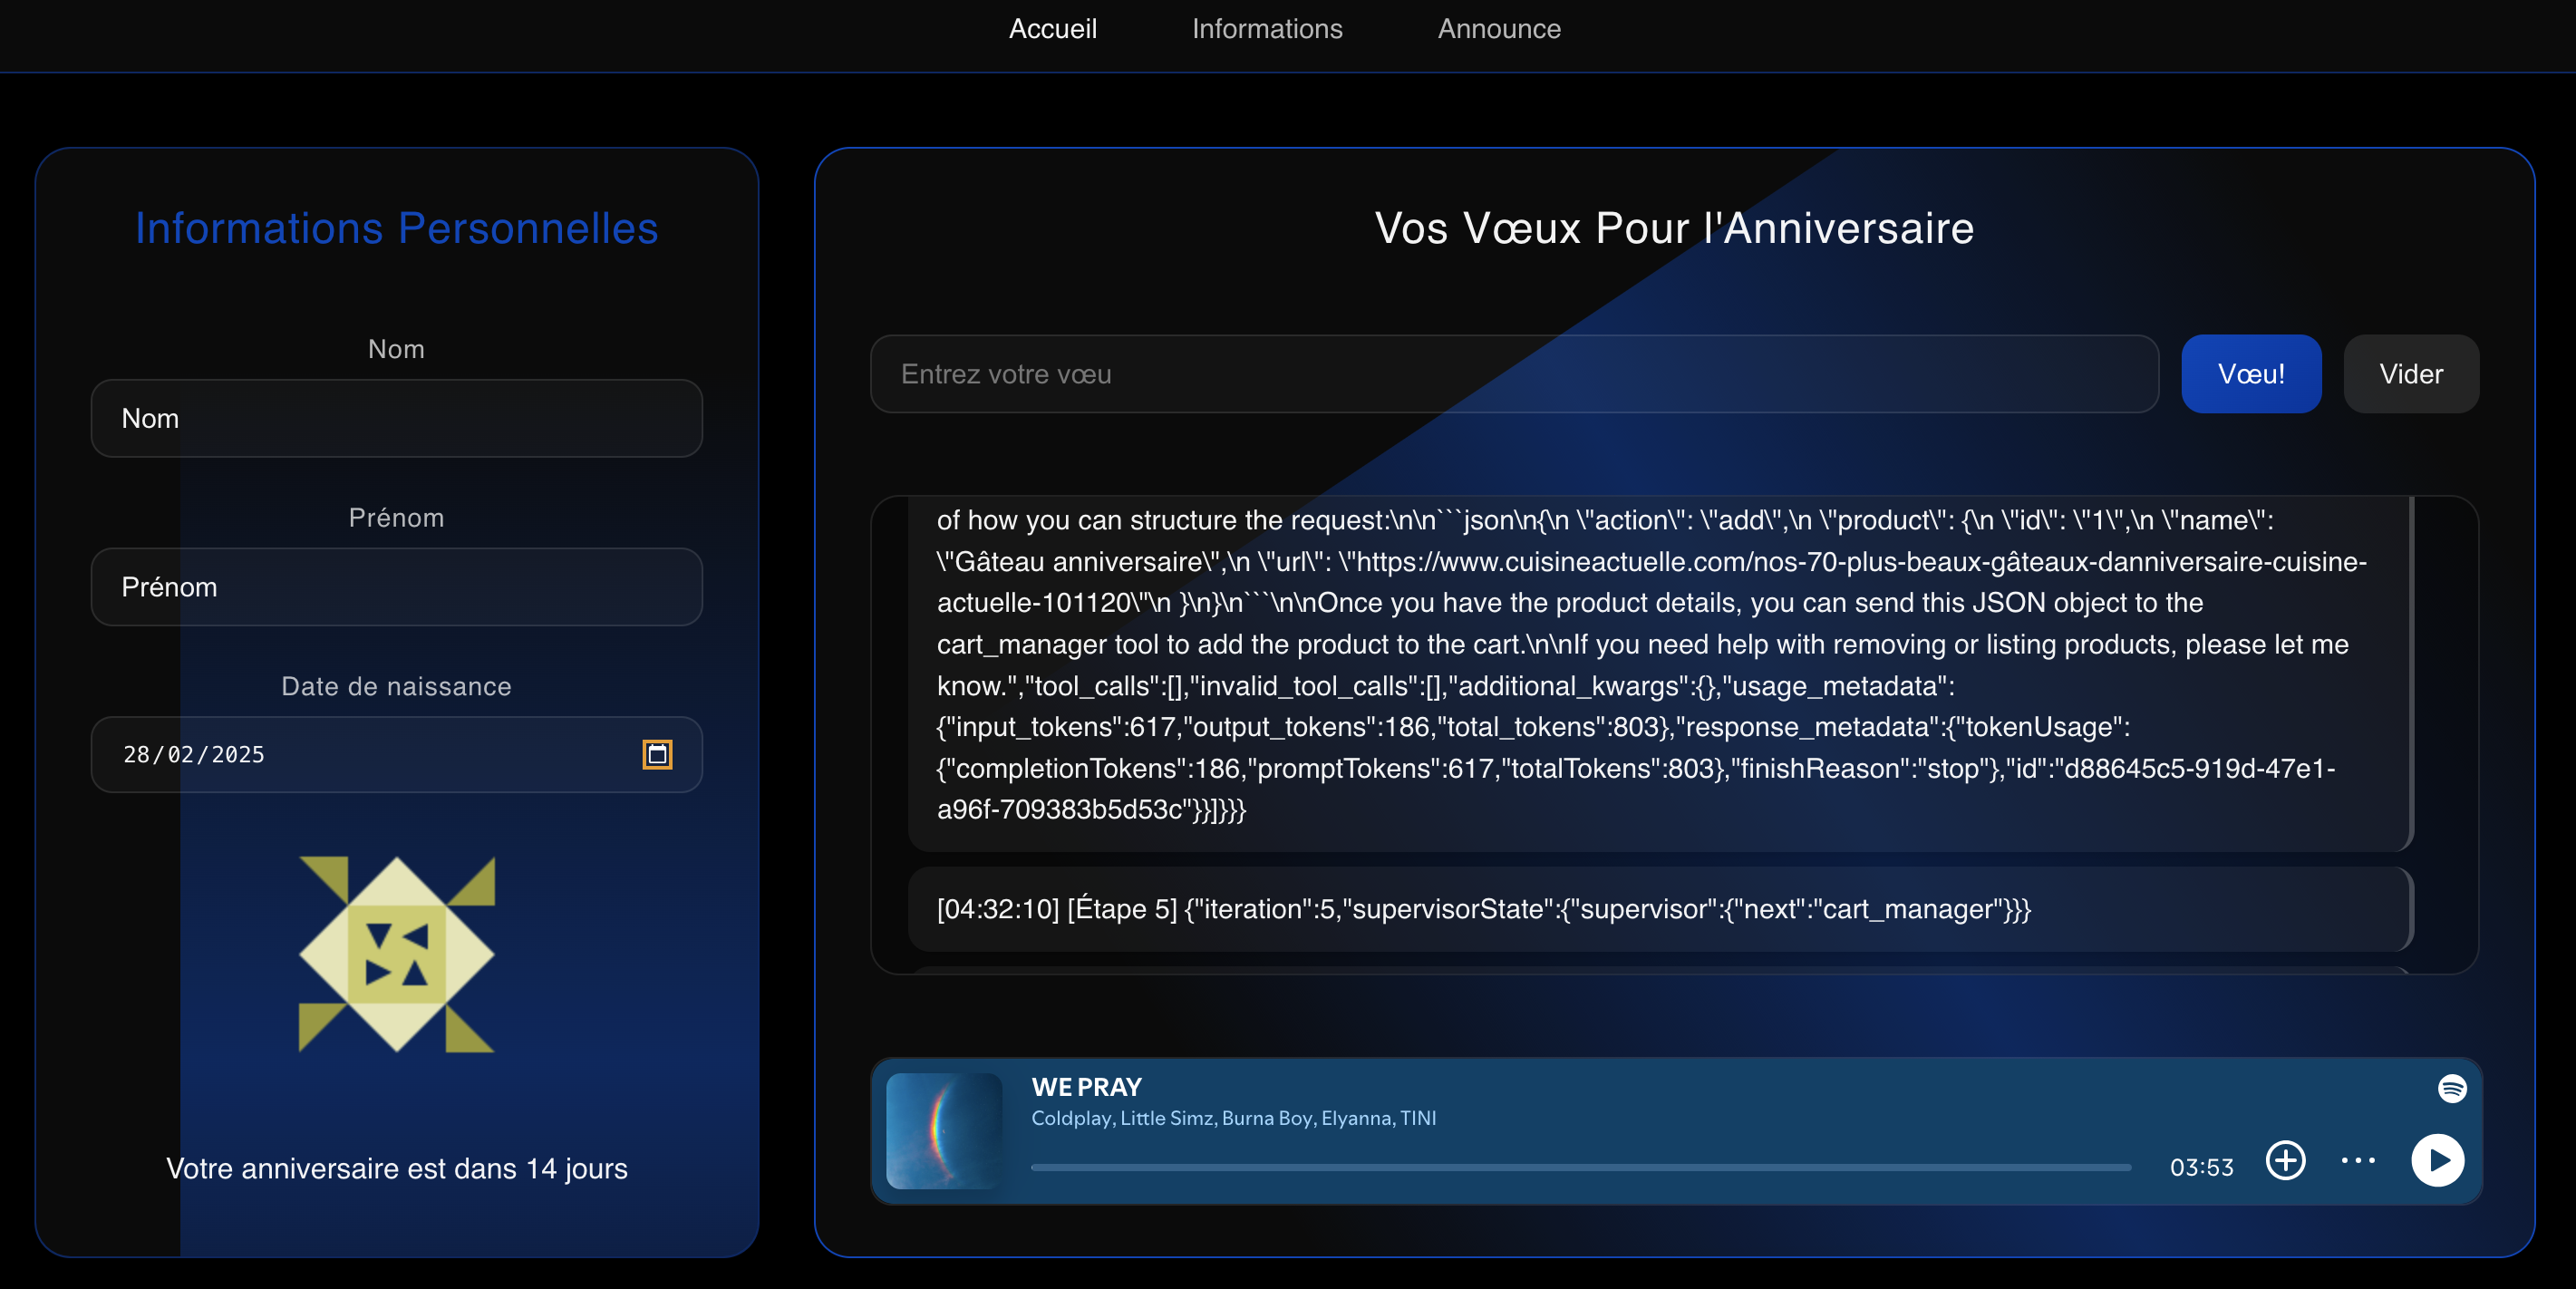 Accueil
Informations
Announce
Informations Personnelles
Nom
Nom
Prénom
Prénom
Date de naissance
28/02/2025
Votre anniversaire est dans 14 jours
Vos Vœux Pour l'Anniversaire
Entrez votre vœu
Vœu!
Vider
of how you can structure the request:\n\n```json\n{\n \"action\": \"add\",\n \"product\": {\n \"id\": \"1\",\n \"name\":
\"Gâteau anniversaire\",\n \"url\": \"https://www.cuisineactuelle.com/nos-70-plus-beaux-gâteaux-danniversaire-cuisine-
actuelle-101120\"\n }\n}\n```\n\nOnce you have the product details, you can send this JSON object to the
cart_manager tool to add the product to the cart.\n\nIf you need help with removing or listing products, please let me
know.","tool_calls":[],"invalid_tool_calls":[],"additional_kwargs":{},"usage_metadata":
{"input_tokens":617,"output_tokens":186,"total_tokens":803},"response_metadata":{"tokenUsage":
{"completionTokens":186,"promptTokens":617,"totalTokens":803},"finishReason":"stop"},"id":"d88645c5-919d-47e1-
a96f-709383b5d53c"}}]}}}
[04:32:10] [Étape 5] {"iteration":5,"supervisorState":{"supervisor":{"next":"cart_manager"}}}
WE PRAY
Coldplay, Little Simz, Burna Boy, Elyanna, TINI
03:53